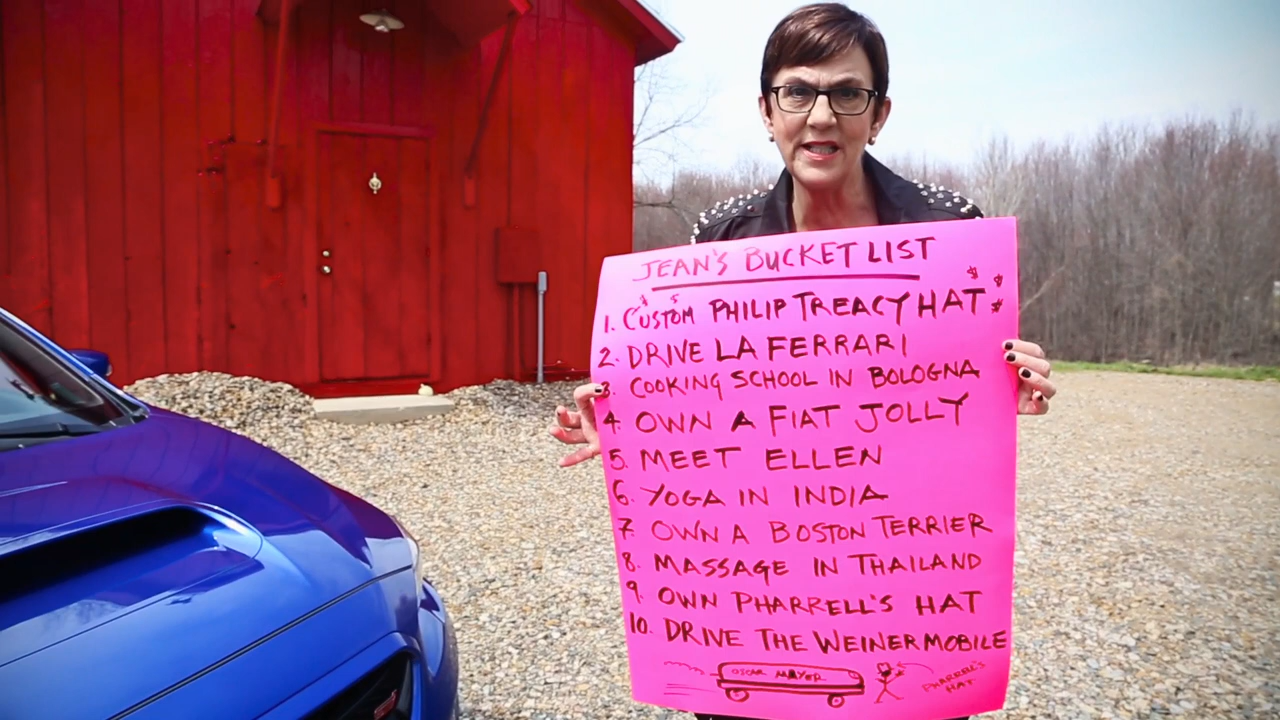 JEAN'S BUCKET LIST
1. CUSTOM PHILIP TREACY HAT
2. DRIVE LA FERRARI
3. COOKING SCHOOL IN BOLOGNA
4. OWN A FIAT JOLLY
5. MEET ELLEN
6. YOGA IN INDIA
7. OWN A BOSTON TERRIER
8. MASSAGE IN THAILAND
9. OWN PHARRELL'S HAT
10. DRIVE THE WEINERMOBILE
OSCAR MAYER
PHARRELL'S
HAT